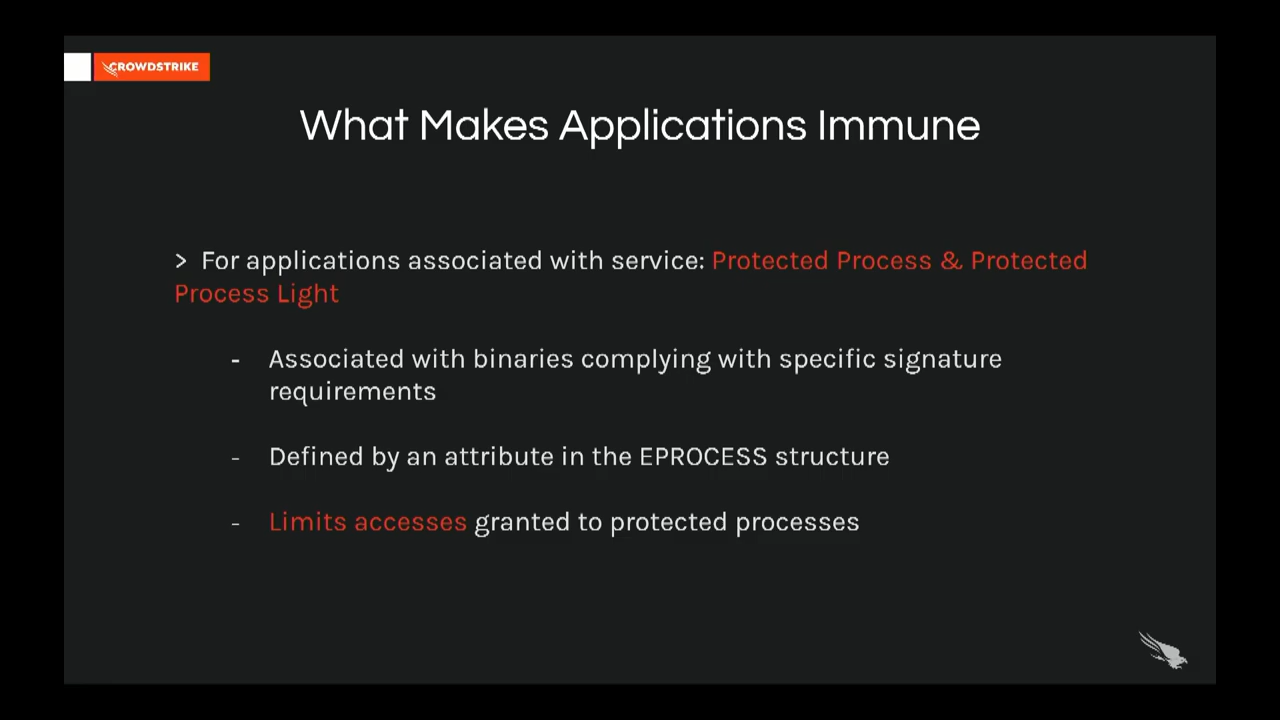 CROWDSTRIKE
What Makes Applications Immune
> For applications associated with service: Protected Process & Protected
Process Light
- Associated with binaries complying with specific signature
requirements
- Defined by an attribute in the EPROCESS structure
- Limits accesses granted to protected processes